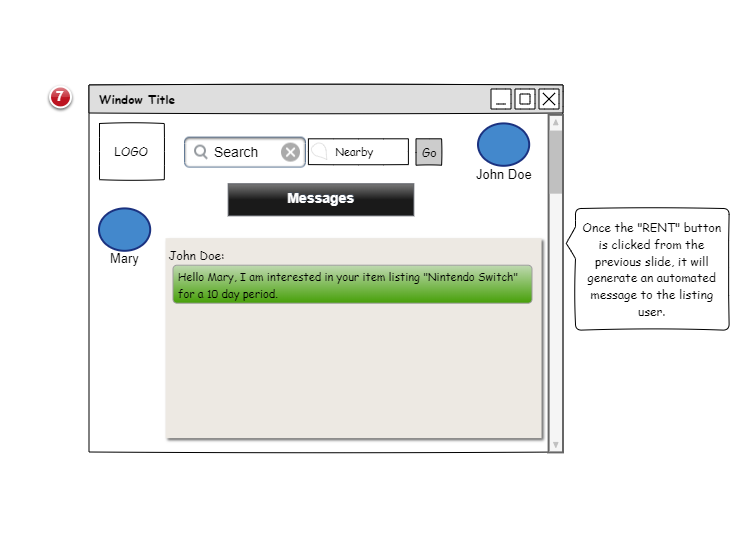 7
Window Title
LOGO
Search
Nearby
Go
John Doe
Messages
Mary
John Doe:
Hello Mary, I am interested in your item listing "Nintendo Switch"
for a 10 day period.
Once the "RENT" button
is clicked from the
previous slide, it will
generate an automated
message to the listing
user.